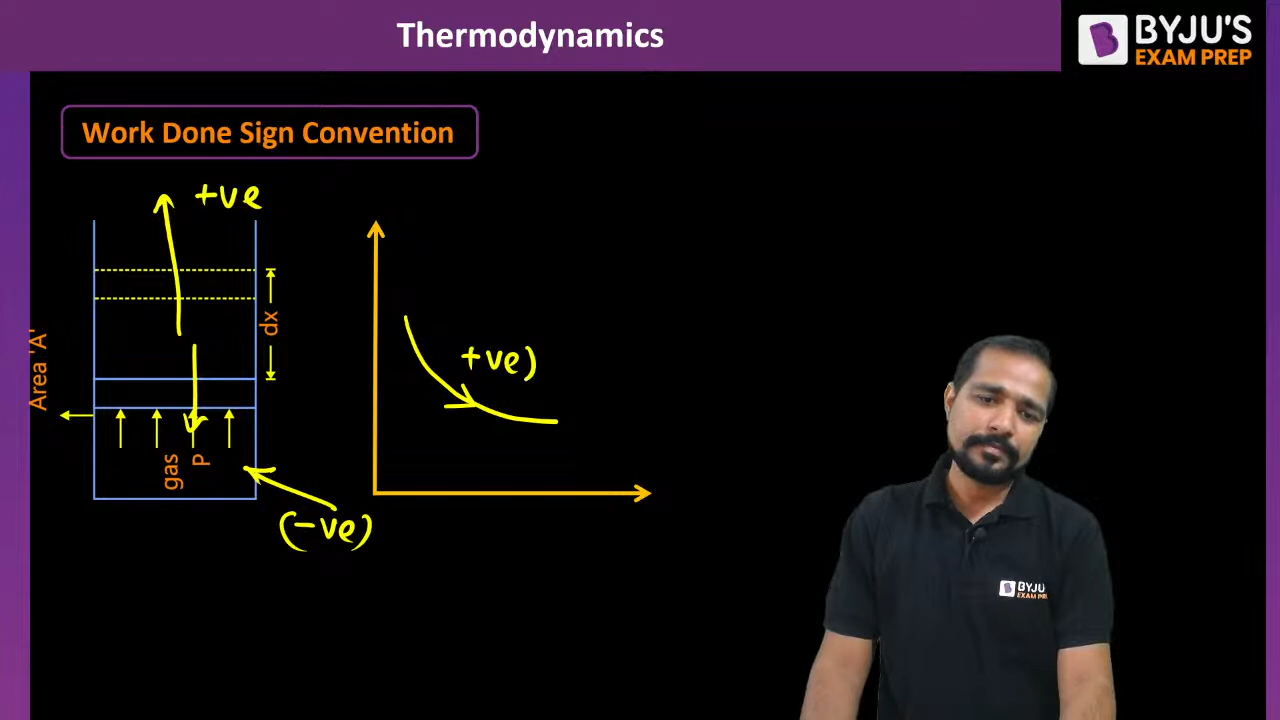 Thermodynamics
BYJU'S
EXAM PREP
Work Done Sign Convention
+ve
dx
Area 'A'
+ve)
gas
P
(-ve)
BYJU'S
EXAM PREP